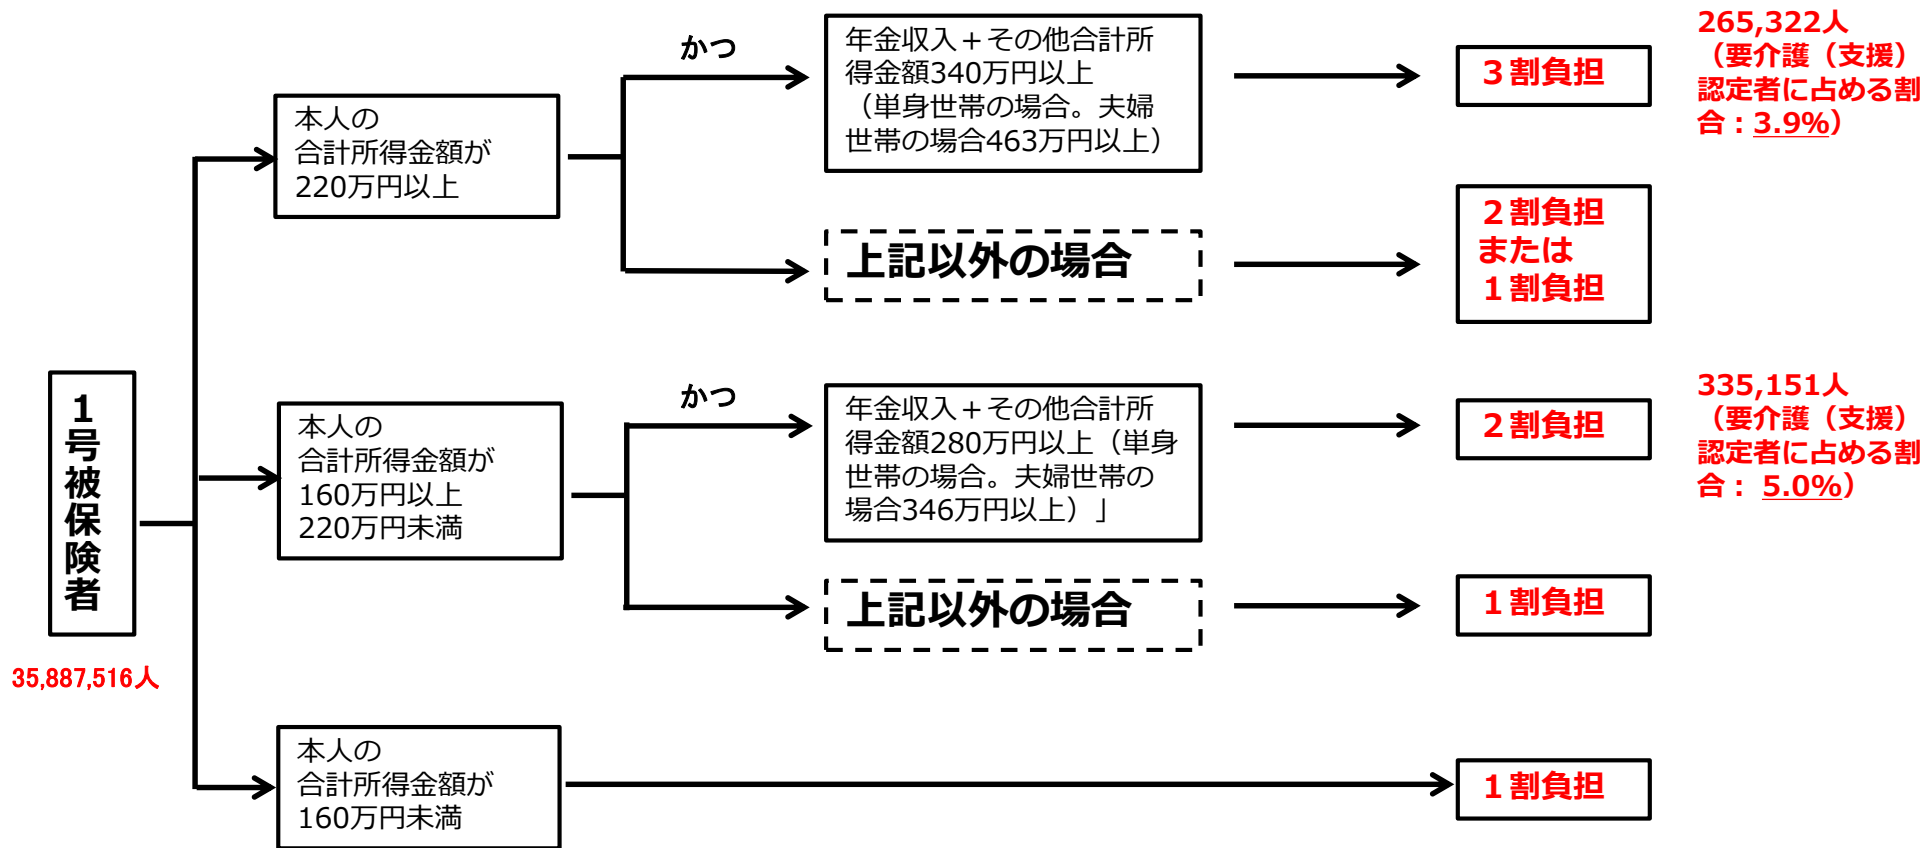 かつ
年金収入＋その他合計所
得金額340万円以上
（単身世帯の場合。夫婦
世帯の場合463万円以上）
３割負担
265,322人
（要介護（支援）
認定者に占める割
合：3.9%）
本人の
合計所得金額が
220万円以上
上記以外の場合
２割負担
または
１割負担
1号被保険者
35,887,516人
本人の
合計所得金額が
160万円以上
220万円未満
かつ
年金収入＋その他合計所
得金額280万円以上（単身
世帯の場合。夫婦世帯の
場合346万円以上）」
２割負担
335,151人
（要介護（支援）
認定者に占める割
合： 5.0%）
上記以外の場合
１割負担
本人の
合計所得金額が
160万円未満
１割負担